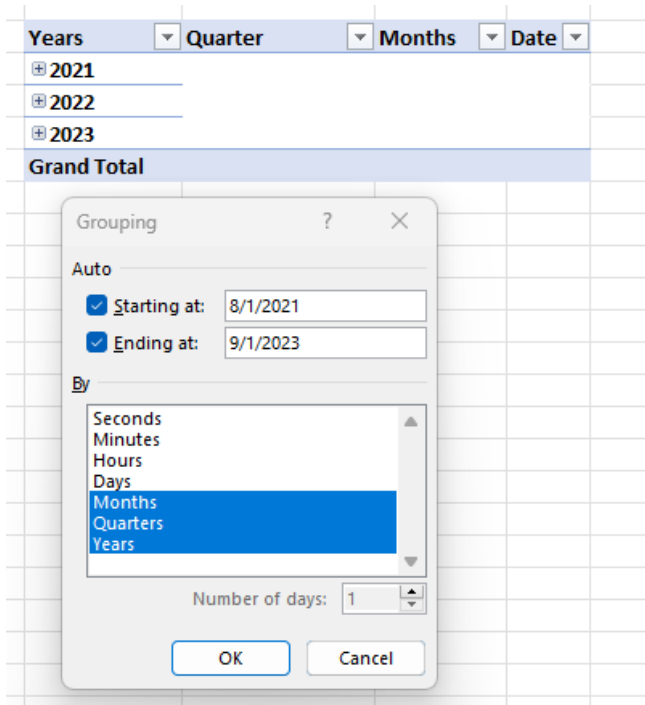 Years Quarter Months Date
2021
2022
2023
Grand Total
Grouping ?
Auto
Starting at: 8/1/2021
Ending at: 9/1/2023
By
Seconds
Minutes
Hours
Days
Months
Quarters
Years
Number of days: 1
OK Cancel